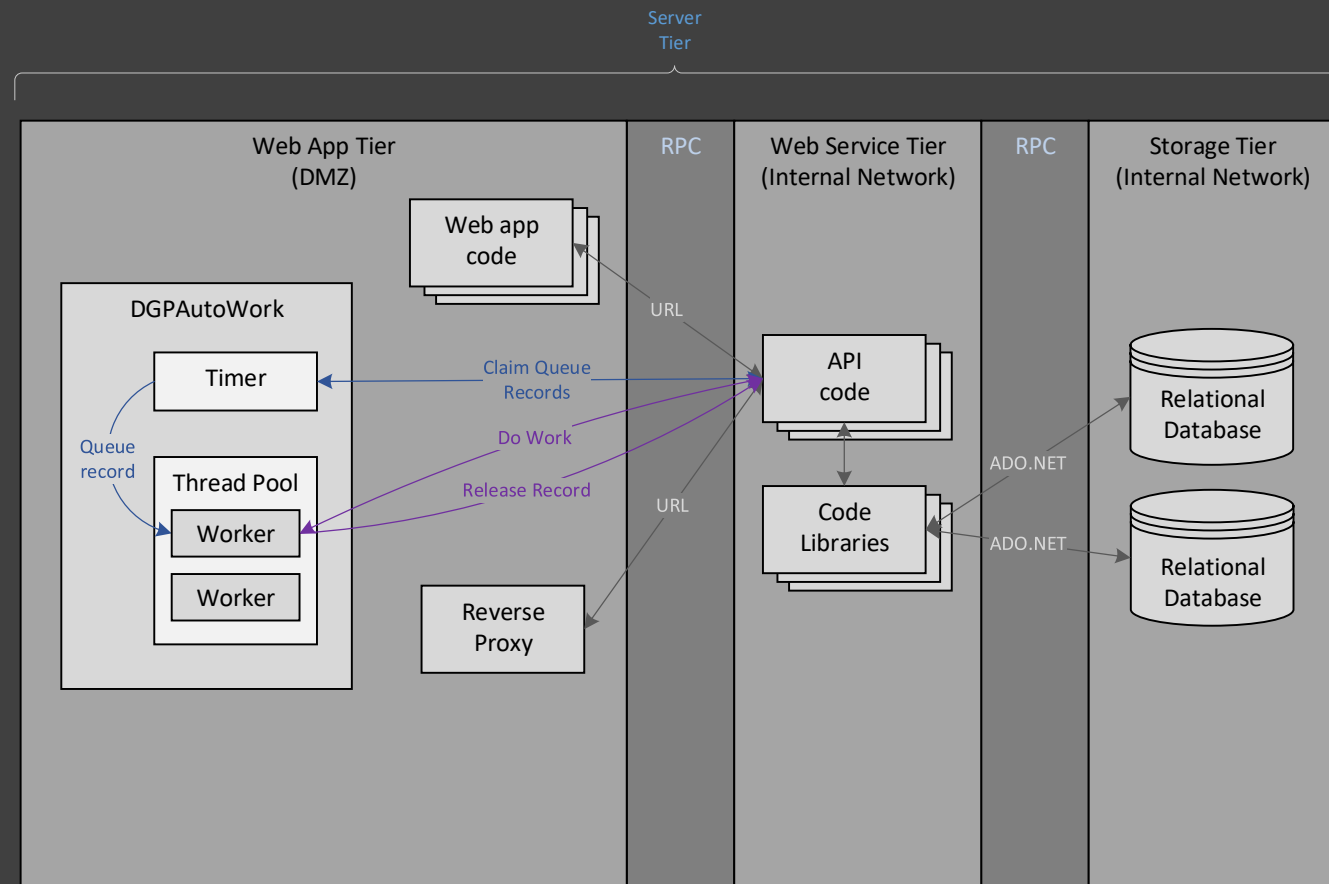 Server
Tier
Web App Tier
(DMZ)
RPC
Web Service Tier
(Internal Network)
RPC
Storage Tier
(Internal Network)
Web app
code
URL
DGPAutoWork
Timer
Claim Queue
Records
API
code
Relational
Database
Queue
record
Do Work
Thread Pool
Release Record
ADO.NET
URL
Worker
Code
Libraries
ADO.NET
Relational
Database
Worker
Reverse
Proxy